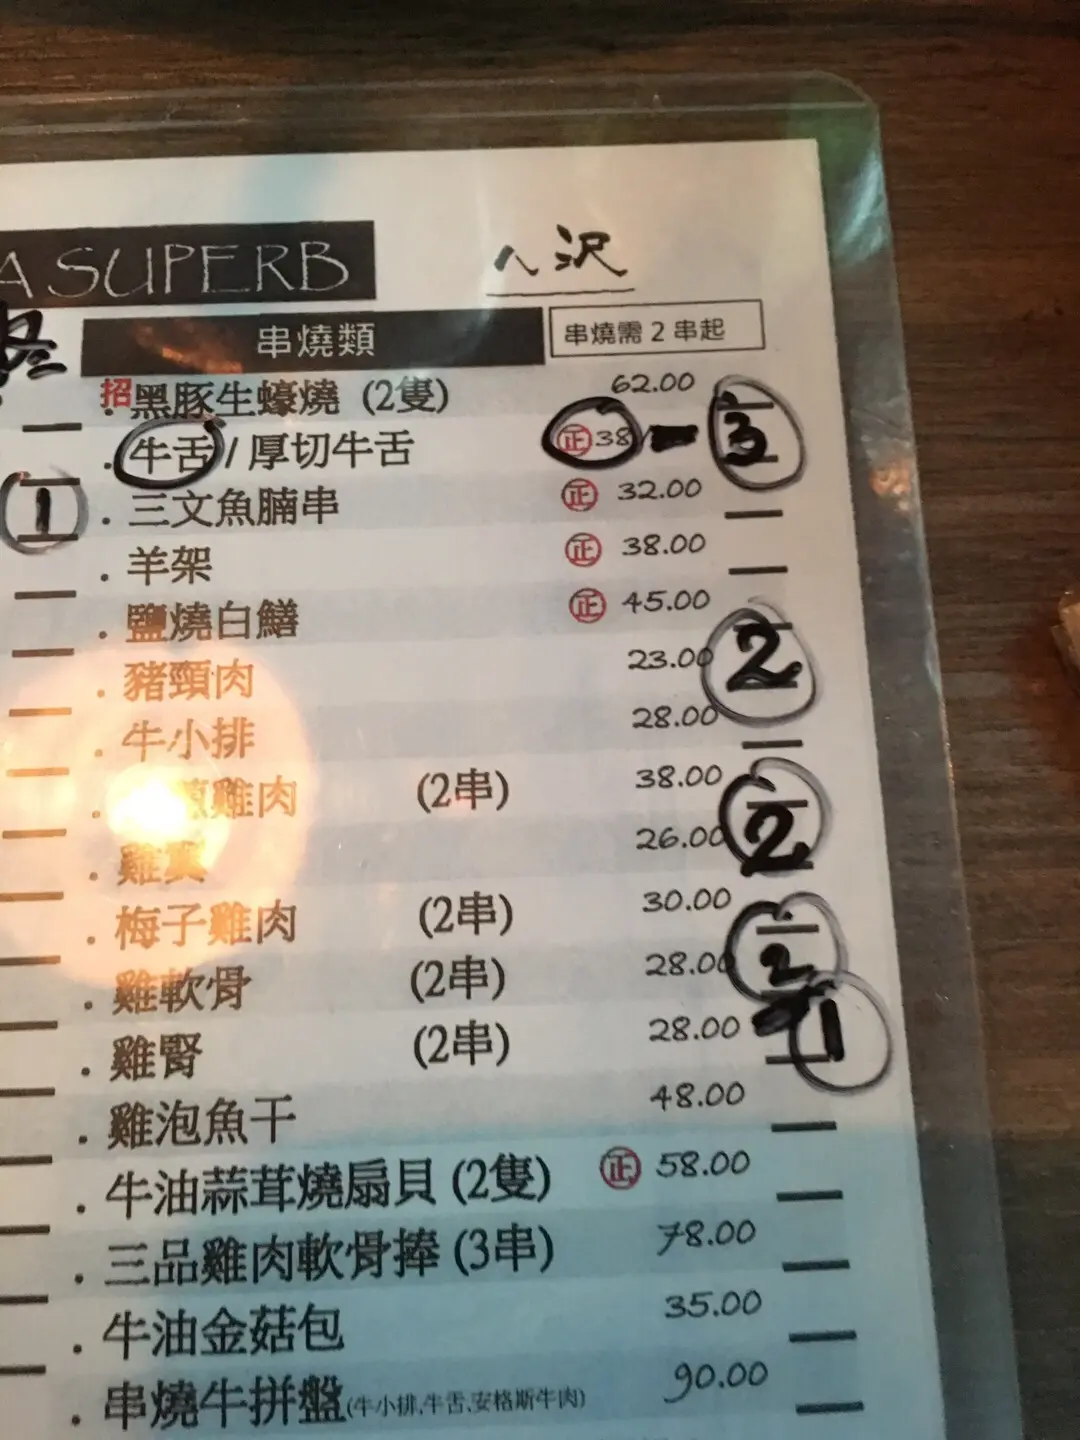 A SUPERB
八沢
串燒類 串燒需 2 串起
招 黑豚生蠔燒 (2隻) 62.00
. 牛舌 / 厚切牛舌 正 38 3
1 . 三文魚腩串 正 32.00
. 羊架 正 38.00
. 鹽燒白鱔 正 45.00
. 豬頸肉 23.00 2
. 牛小排 28.00
雞肉 (2串) 38.00
. 26.00 2
. 梅子雞肉 (2串) 30.00
. 雞軟骨 (2串) 28.00 2
. 雞腎 (2串) 28.00 1
. 雞泡魚干 48.00
. 牛油蒜茸燒扇貝 (2隻) 正 58.00
. 三品雞肉軟骨捧 (3串) 78.00
. 牛油金菇包 35.00
. 串燒牛拼盤(牛小排,牛舌,安格斯牛肉) 90.00